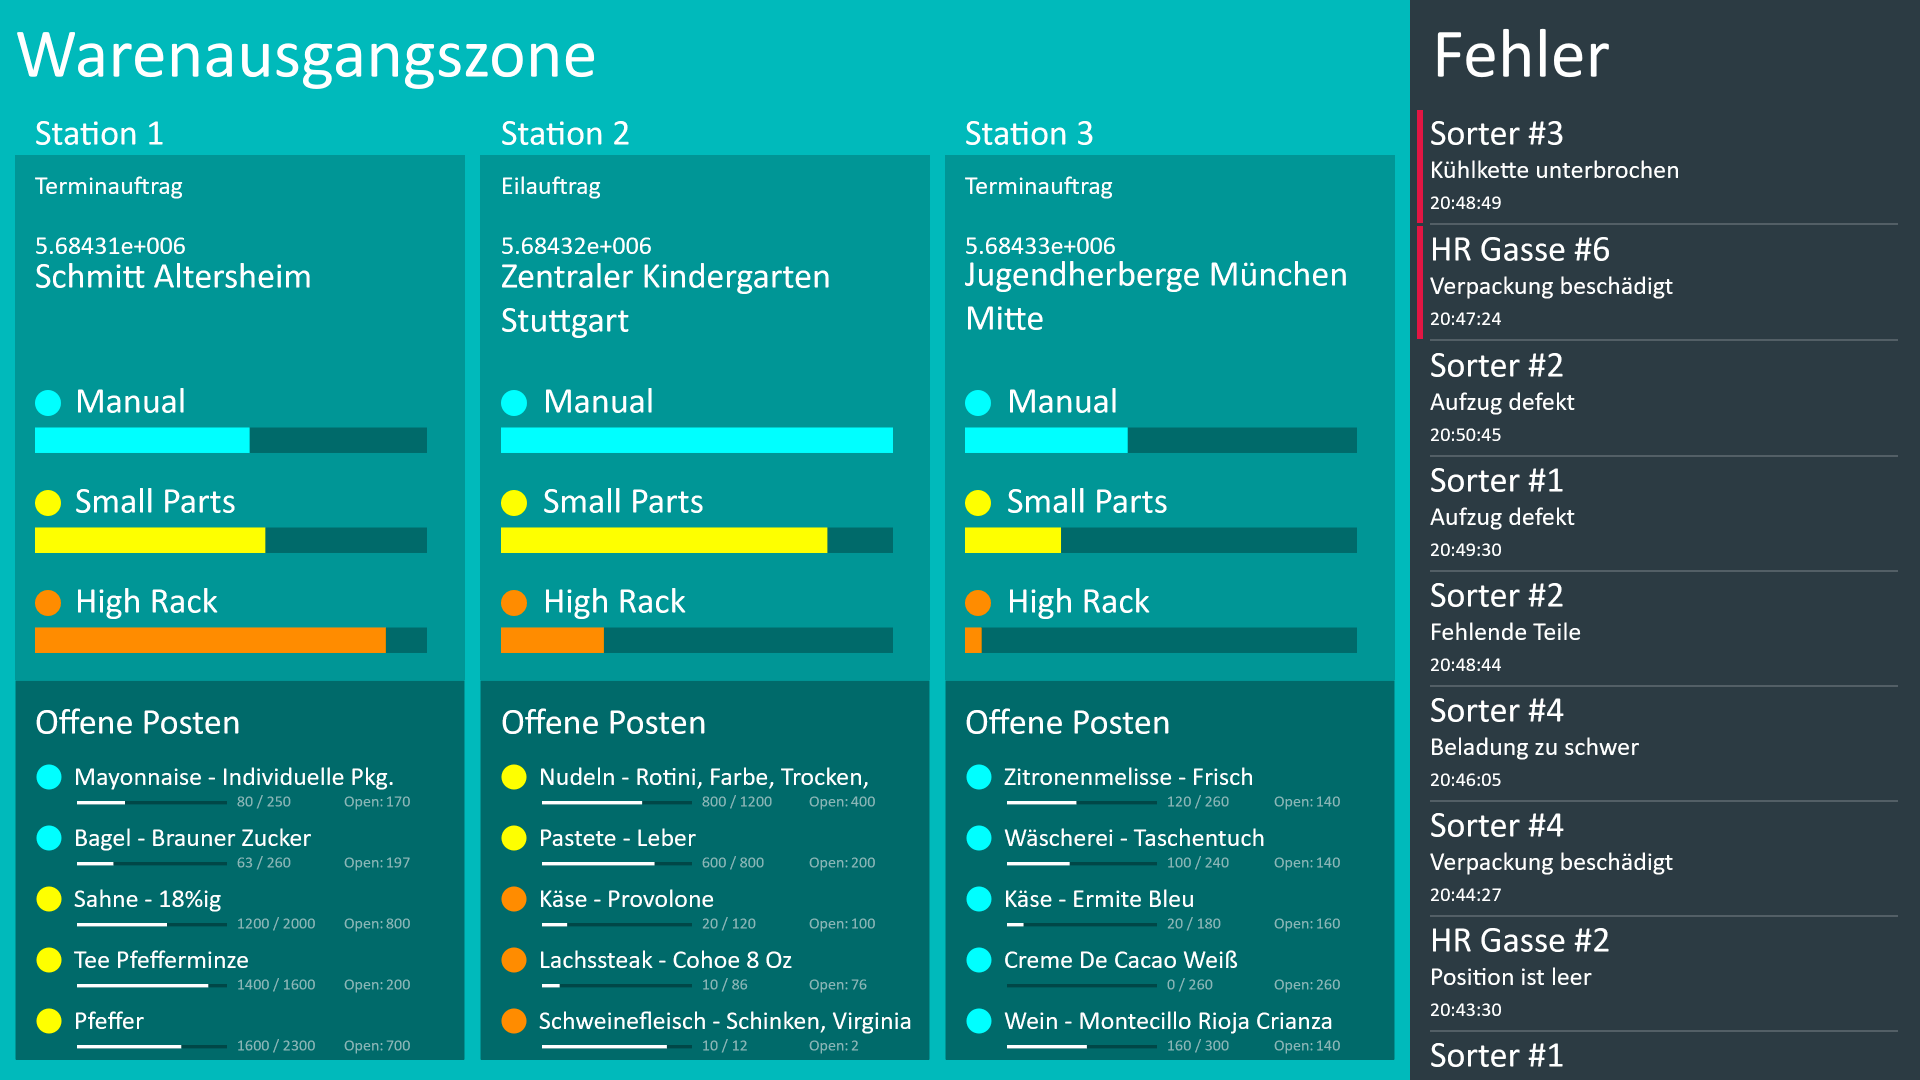 Warenausgangszone
Station 1
Terminauftrag
5.68431e+006
Schmitt Altersheim
Manual
Small Parts
High Rack
Offene Posten
Mayonnaise - Individuelle Pkg.
80 / 250 Open: 170
Bagel - Brauner Zucker
63 / 260 Open: 197
Sahne - 18%ig
1200 / 2000 Open: 800
Tee Pfefferminze
1400 / 1600 Open: 200
Pfeffer
1600 / 2300 Open: 700
Station 2
Eilauftrag
5.68432e+006
Zentraler Kindergarten
Stuttgart
Manual
Small Parts
High Rack
Offene Posten
Nudeln - Rotini, Farbe, Trocken,
800 / 1200 Open: 400
Pastete - Leber
600 / 800 Open: 200
Käse - Provolone
20 / 120 Open: 100
Lachssteak - Cohoe 8 Oz
10 / 86 Open: 76
Schweinefleisch - Schinken, Virginia
10 / 12 Open: 2
Station 3
Terminauftrag
5.68433e+006
Jugendherberge München
Mitte
Manual
Small Parts
High Rack
Offene Posten
Zitronenmelisse - Frisch
120 / 260 Open: 140
Wäscherei - Taschentuch
100 / 240 Open: 140
Käse - Ermite Bleu
20 / 180 Open: 160
Creme De Cacao Weiß
0 / 260 Open: 260
Wein - Montecillo Rioja Crianza
160 / 300 Open: 140
Fehler
Sorter #3
Kühlkette unterbrochen
20:48:49
HR Gasse #6
Verpackung beschädigt
20:47:24
Sorter #2
Aufzug defekt
20:50:45
Sorter #1
Aufzug defekt
20:49:30
Sorter #2
Fehlende Teile
20:48:44
Sorter #4
Beladung zu schwer
20:46:05
Sorter #4
Verpackung beschädigt
20:44:27
HR Gasse #2
Position ist leer
20:43:30
Sorter #1